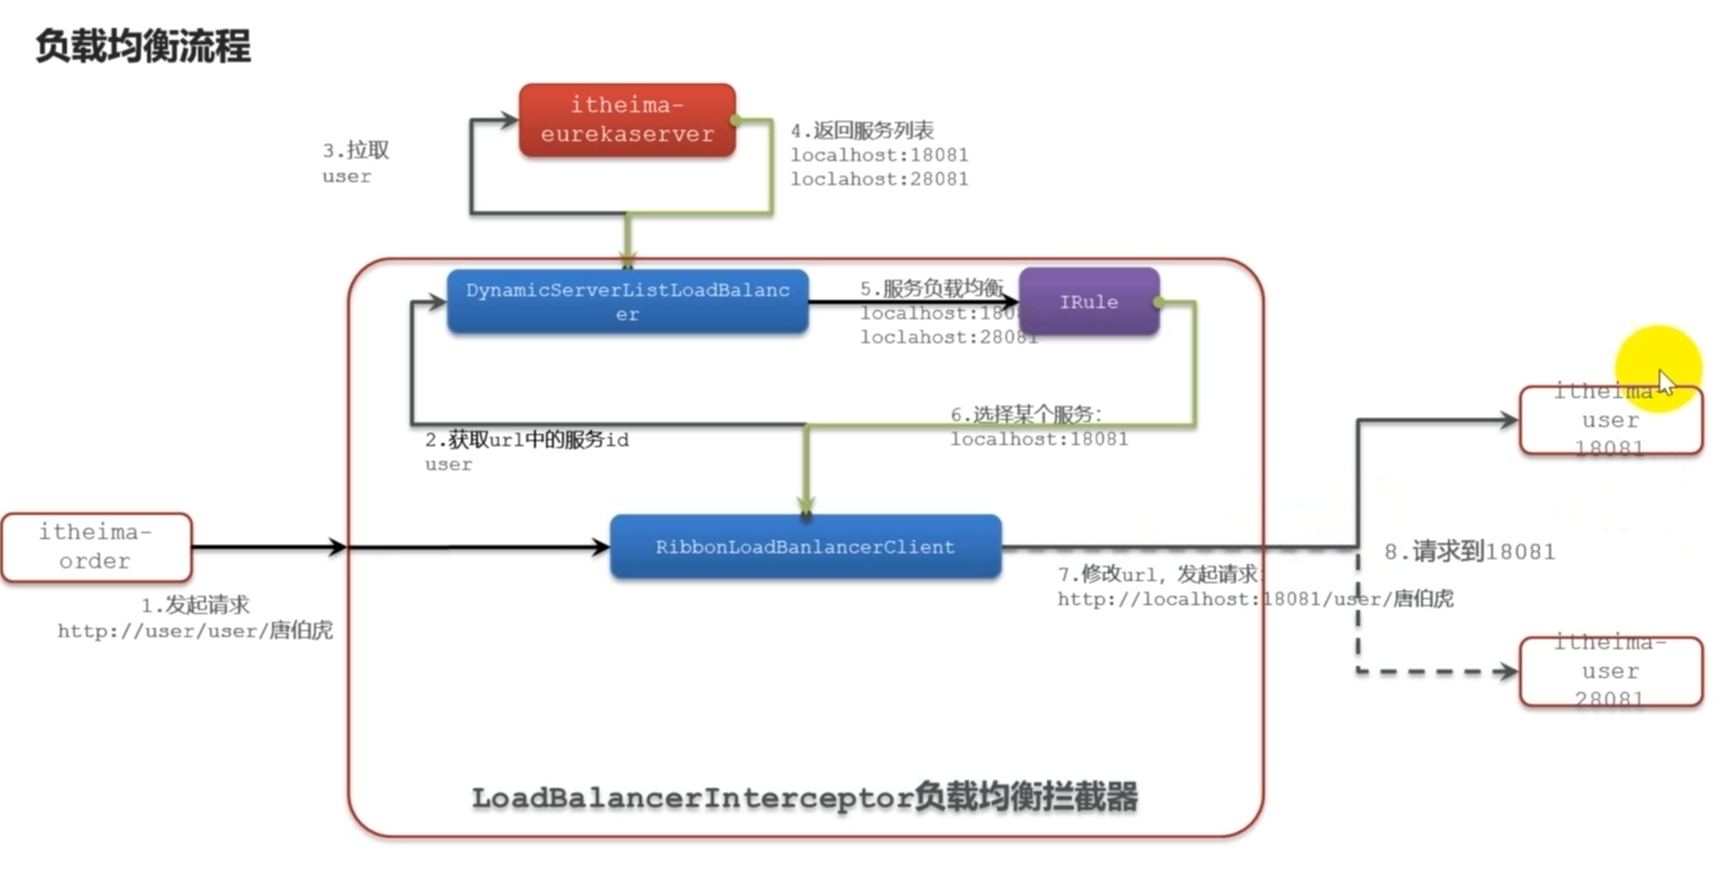 负载均衡流程
itheima-
eurekaserver
3.拉取
user
4.返回服务列表
localhost:18081
loclahost:28081
DynamicServerListLoadBalanc
er
5.服务负载均衡
localhost:1808
loclahost:28081
IRule
6.选择某个服务:
localhost:18081
2.获取url中的服务id
user
itheima-
user
18081
itheima-
order
1.发起请求
http://user/user/唐伯虎
RibbonLoadBanlancerClient
7.修改url, 发起请求:
http://localhost:18081/user/唐伯虎
8.请求到18081
itheima-
user
28081
LoadBalancerInterceptor负载均衡拦截器